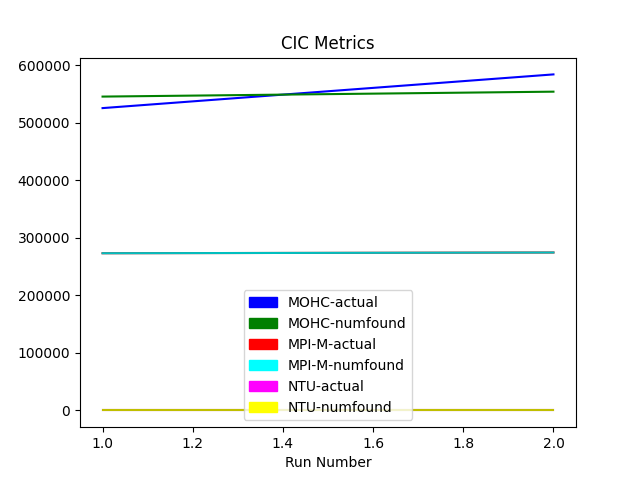 CIC Metrics
600000
500000
400000
300000
200000
100000
0
MOHC-actual
MOHC-numfound
MPI-M-actual
MPI-M-numfound
NTU-actual
NTU-numfound
1.0 1.2 1.4 1.6 1.8 2.0
Run Number